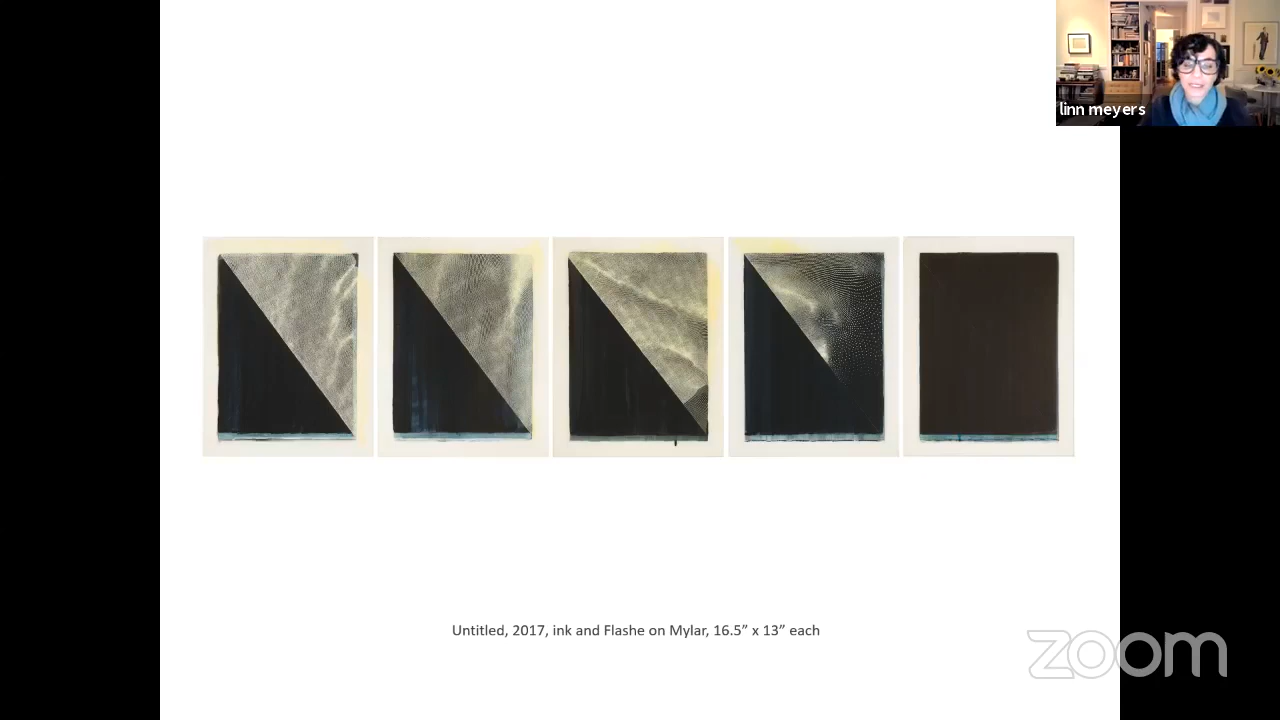 linn meyers
Untitled, 2017, ink and Flashe on Mylar, 16.5” x 13” each
zoom